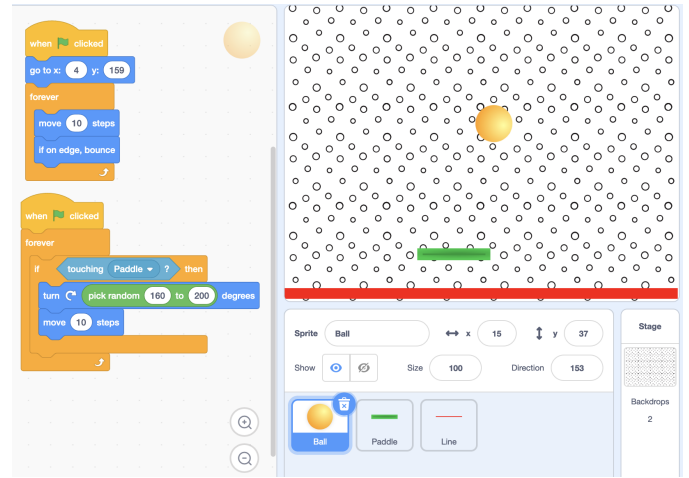 when clicked
go to x: 4 y: 159
forever
move 10 steps
if on edge, bounce
when clicked
forever
if touching Paddle ? then
turn pick random 160 to 200 degrees
move 10 steps
Sprite Ball x 15 y 37
Show Size 100 Direction 153
Ball Paddle Line
Stage
Backdrops
2